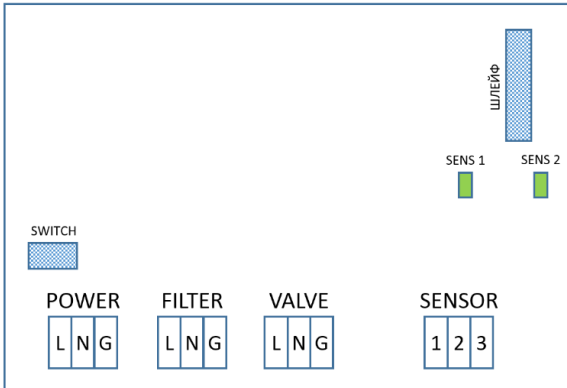 ШЛЕЙФ
SENS 1
SENS 2
SWITCH
POWER
FILTER
VALVE
SENSOR
L N G
L N G
L N G
1 2 3